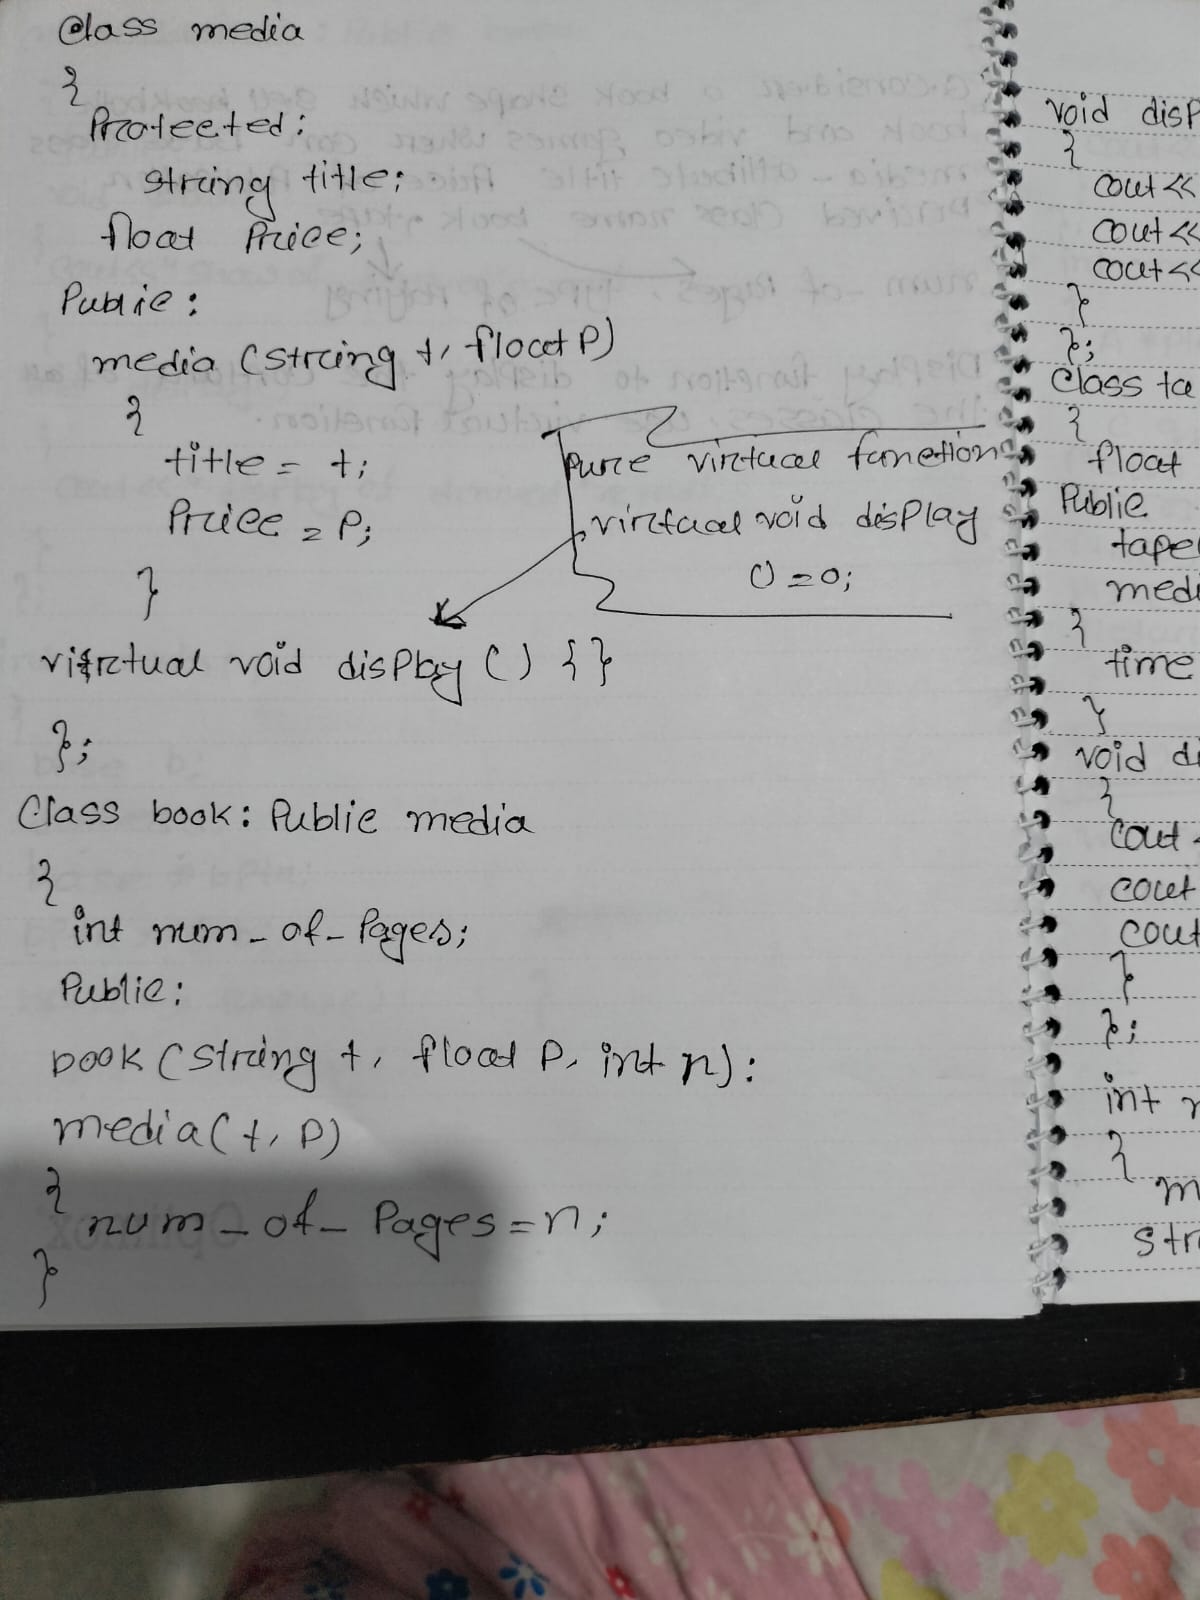 Class media
{
Protected:
string title;
float Price;
Public:
media (string t, float P)
{
title = t;
Price = P;
}
Pure virtual function
virtual void display
() = 0;
virtual void display () { }
};
Class book: Public media
{
int num_of_Pages;
Public:
book (string t, float P, int n):
media(t, P)
{
num_of_Pages=n;
}
void disp
{
cout <<
cout <<
cout <<
}
};
Class ta
{
float
Public
tape
medi
{
time
}
void di
{
cout <
cout
cout
}
};
int
{
m
str